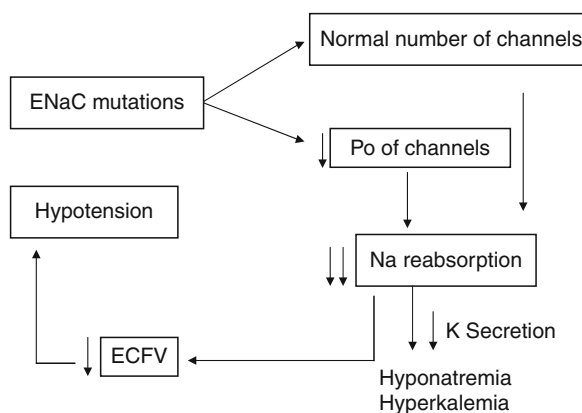 Normal number of channels
ENaC mutations
Po of channels
Hypotension
Na reabsorption
K Secretion
ECFV
Hyponatremia
Hyperkalemia